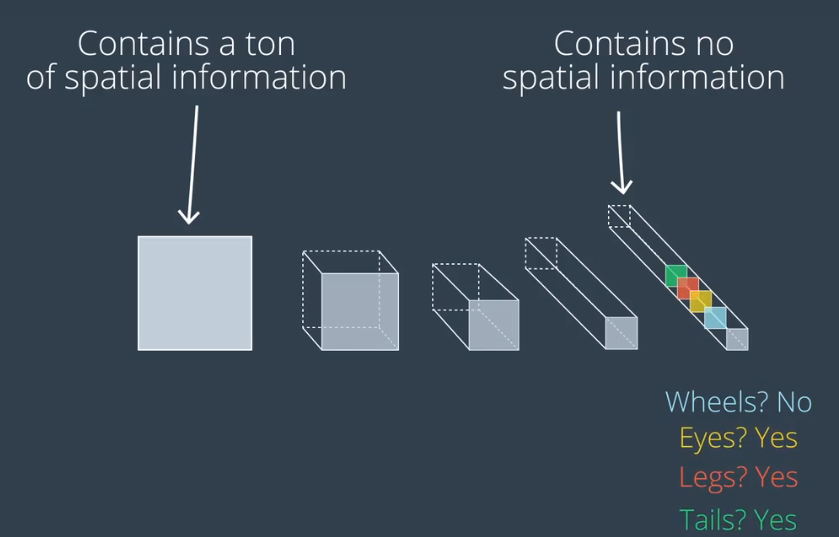 Contains a ton
of spatial information
Contains no
spatial information
Wheels? No
Eyes? Yes
Legs? Yes
Tails? Yes